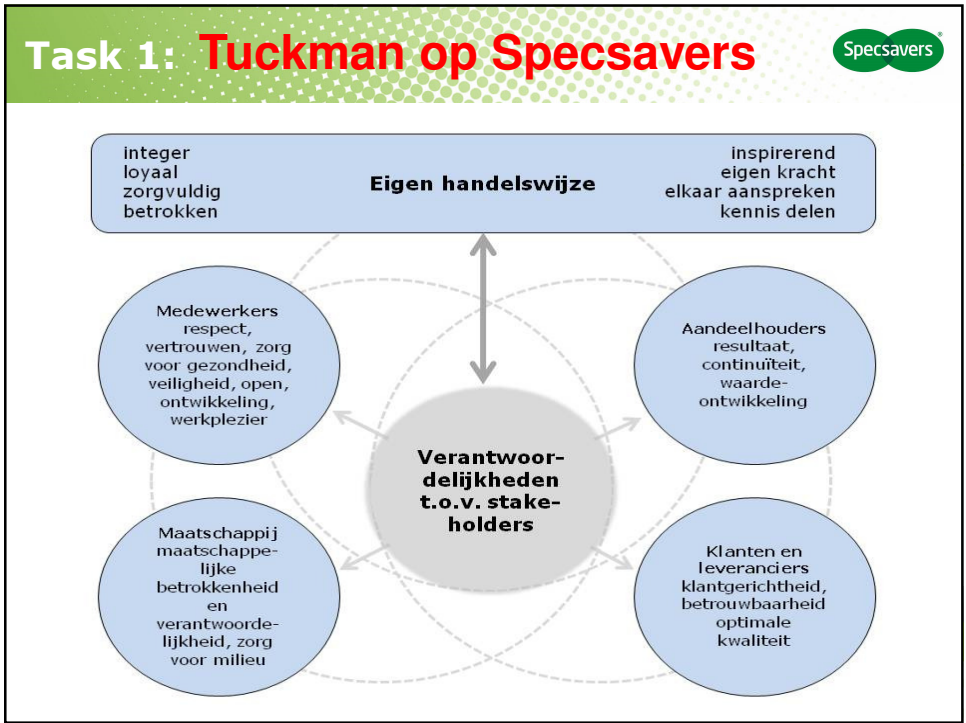 Task 1: Tuckman op Specsavers
Specsavers®
integer
loyaal
zorgvuldig
betrokken
Eigen handelswijze
inspirerend
eigen kracht
elkaar aanspreken
kennis delen
Medewerkers
respect,
vertrouwen, zorg
voor gezondheid,
veiligheid, open,
ontwikkeling,
werkplezier
Aandeelhouders
resultaat,
continuïteit,
waarde-
ontwikkeling
Verantwoor-
delijkheden
t.o.v. stake-
holders
Maatschappij
maatschappe-
lijke
betrokkenheid
en
verantwoorde-
lijkheid, zorg
voor milieu
Klanten en
leveranciers
klantgerichtheid,
betrouwbaarheid
optimale
kwaliteit